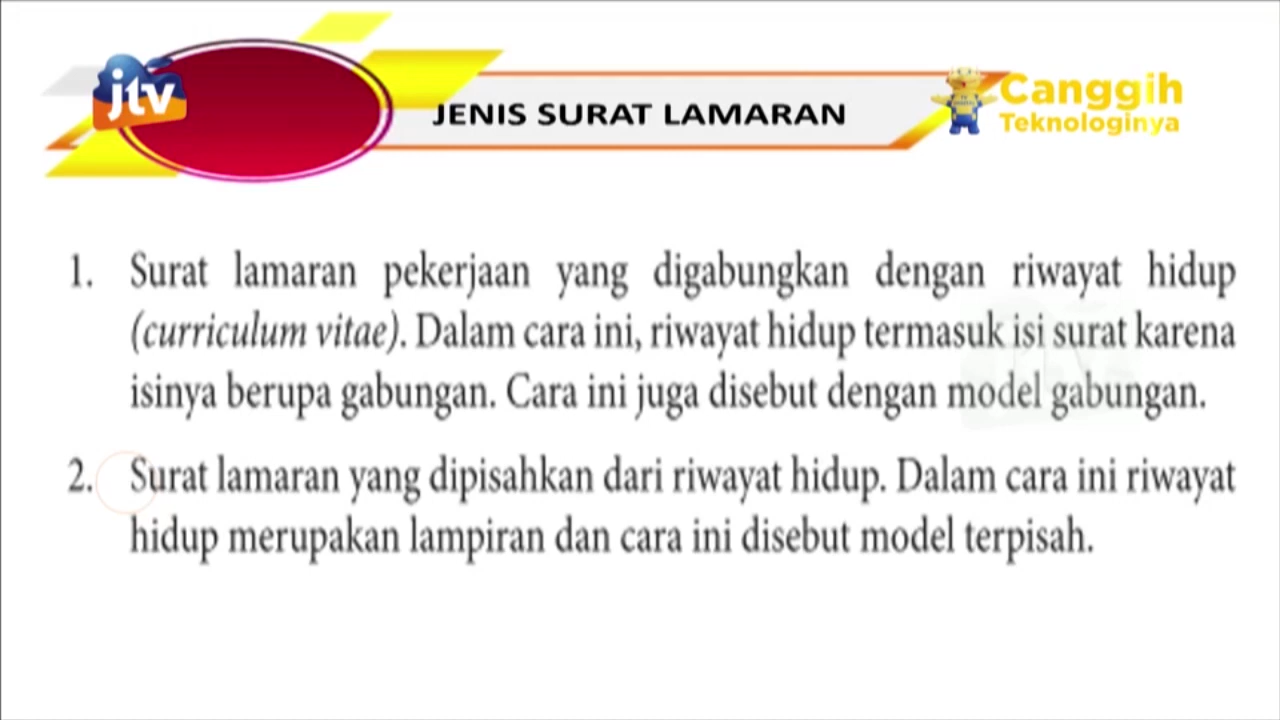 jtv
JENIS SURAT LAMARAN
Canggih
Teknologinya
1. Surat lamaran pekerjaan yang digabungkan dengan riwayat hidup
(curriculum vitae). Dalam cara ini, riwayat hidup termasuk isi surat karena
isinya berupa gabungan. Cara ini juga disebut dengan model gabungan.
2. Surat lamaran yang dipisahkan dari riwayat hidup. Dalam cara ini riwayat
hidup merupakan lampiran dan cara ini disebut model terpisah.